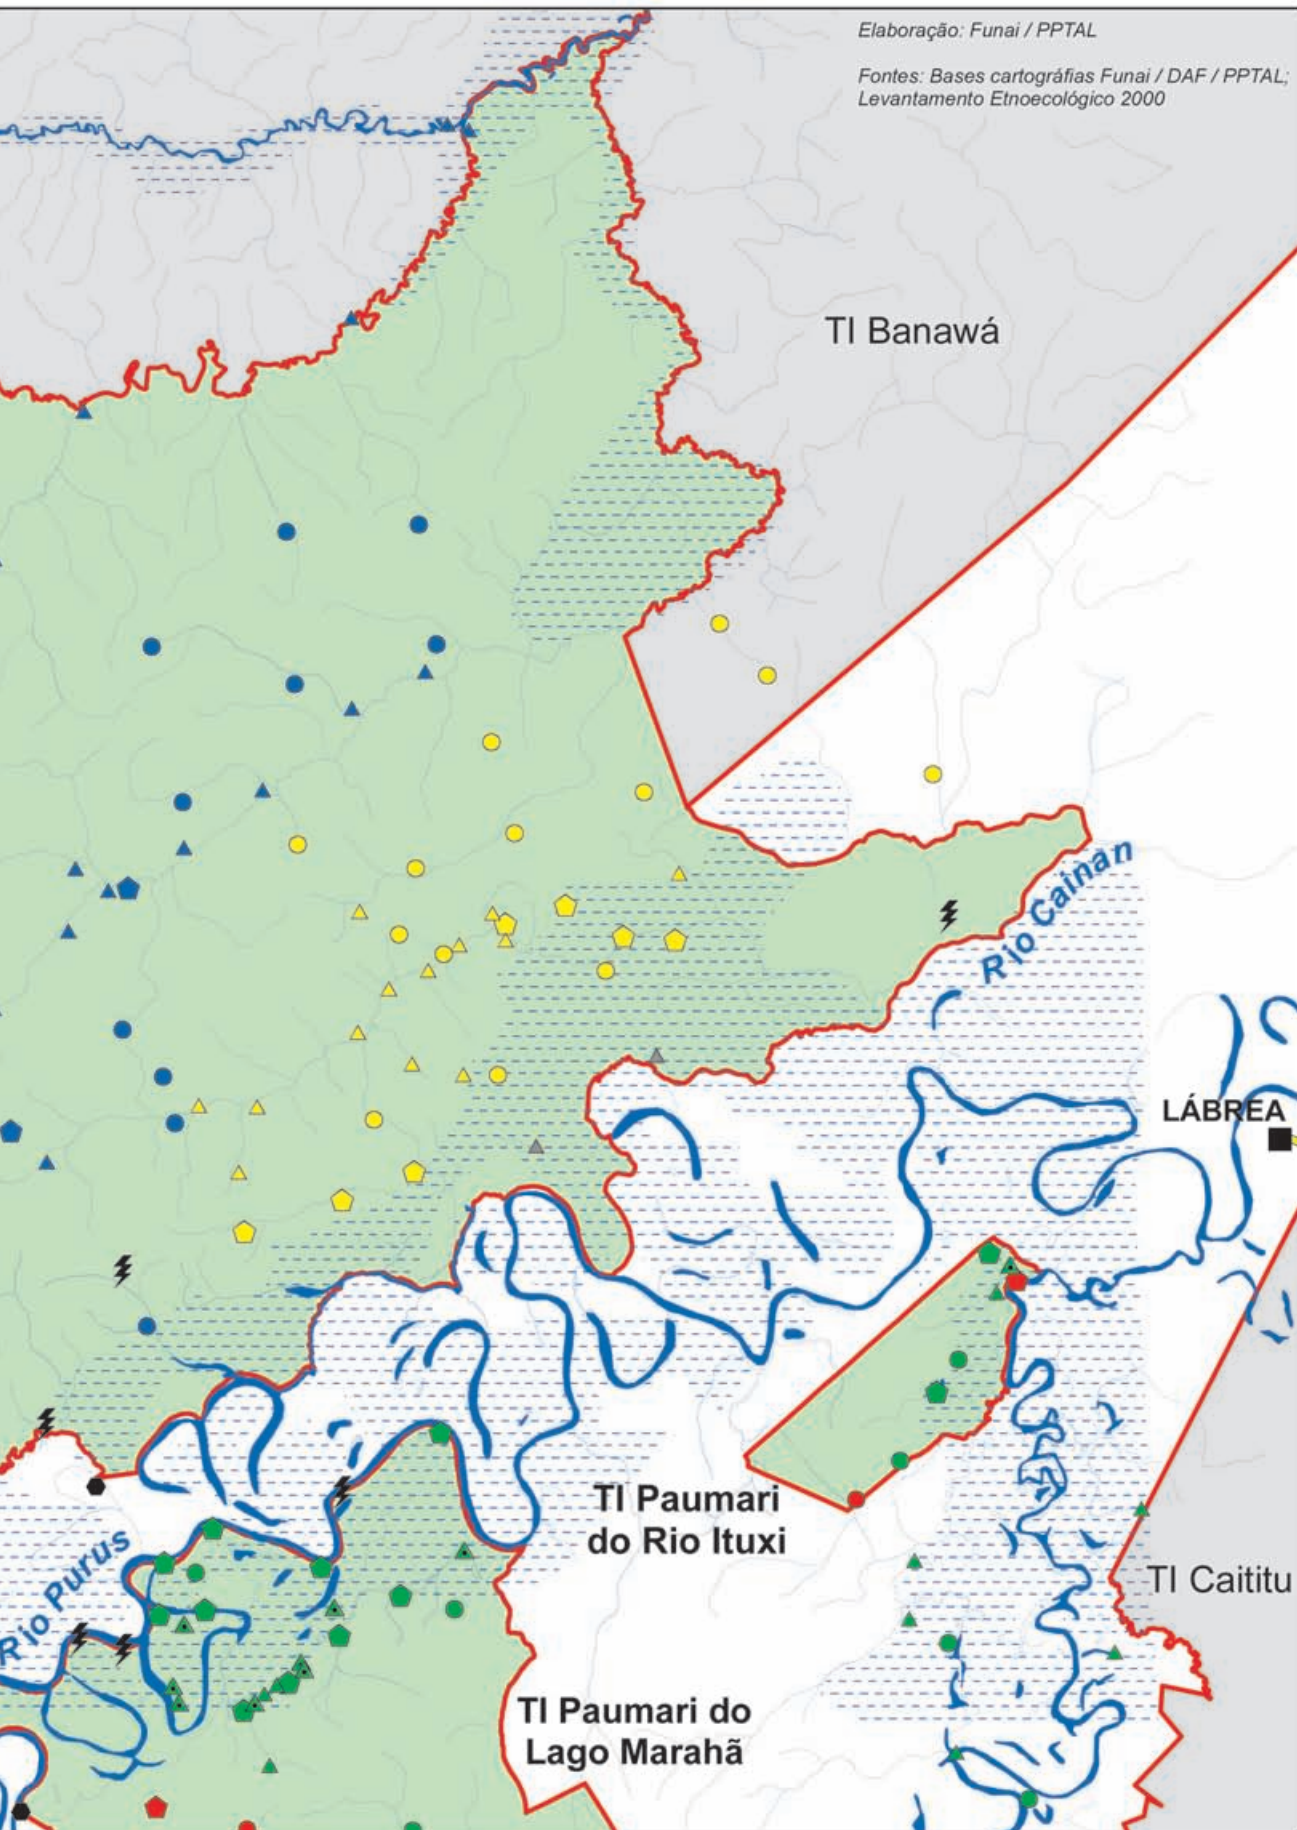 Elaboração: Funai / PPTAL
Fontes: Bases cartográfias Funai / DAF / PPTAL;
Levantamento Etnoecológico 2000
TI Banawá
Rio Cainan
LÁBREA
TI Paumari
do Rio Ituxi
Rio Purus
TI Caititu
TI Paumari do
Lago Marahã